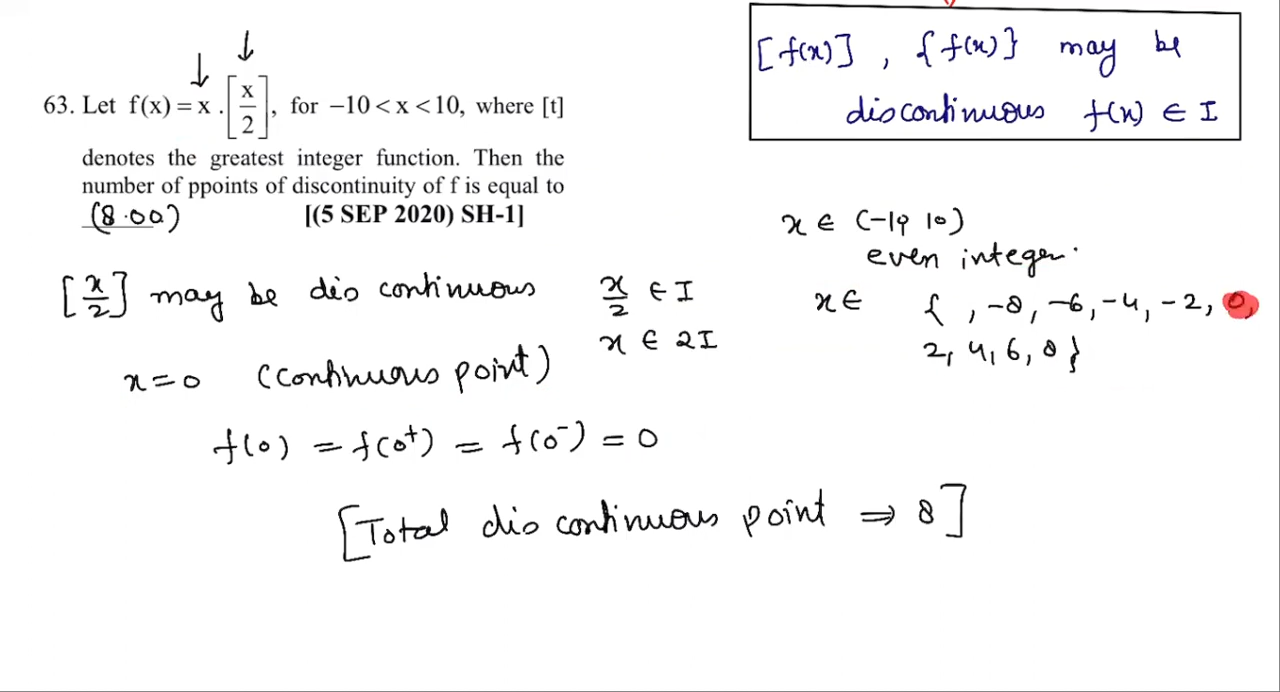 63. Let f(x) = x . [x/2], for −10 < x < 10, where [t]
denotes the greatest integer function. Then the
number of ppoints of discontinuity of f is equal to
(8.00) [(5 SEP 2020) SH-1]
[f(x)] , {f(x)} may be
discontinuous f(x) ∈ I
[x/2] may be discontinuous x/2 ∈ I
x ∈ 2I
x = 0 (continuous point)
f(0) = f(0⁺) = f(0⁻) = 0
x ∈ (-10, 10)
even integer.
x ∈ { , -8, -6, -4, -2, 0,
2, 4, 6, 8 }
[Total discontinuous point ⇒ 8]